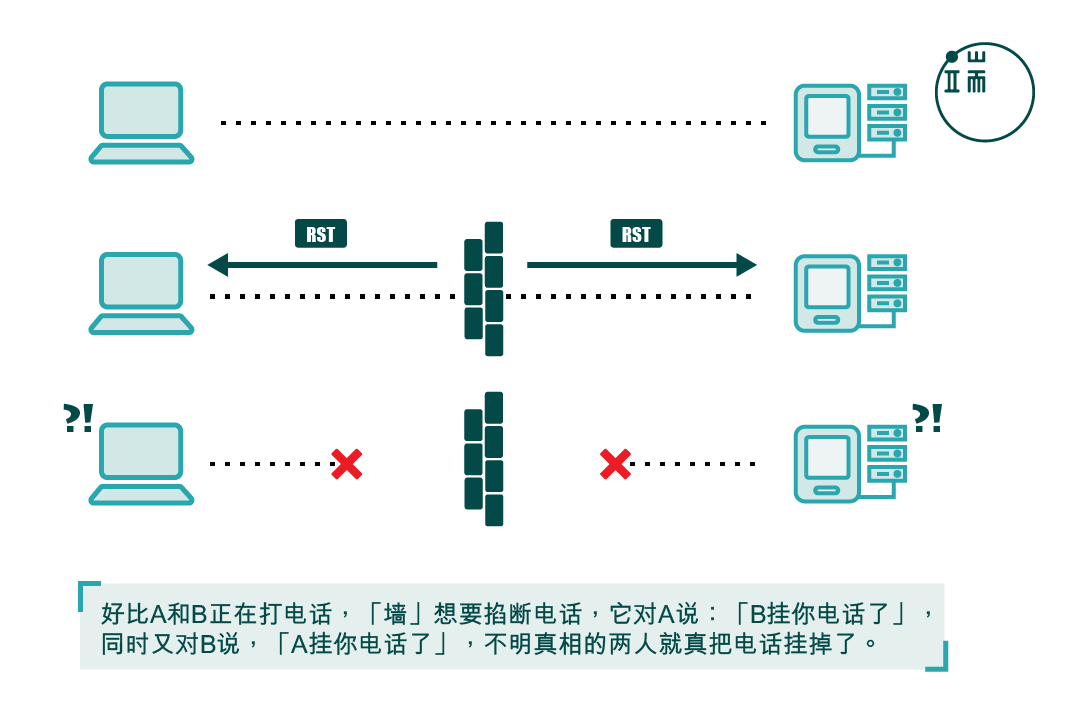 端
RST
RST
?!
?!
好比A和B正在打电话，「墙」想要掐断电话，它对A说：「B挂你电话了」，
同时又对B说，「A挂你电话了」，不明真相的两人就真把电话挂掉了。